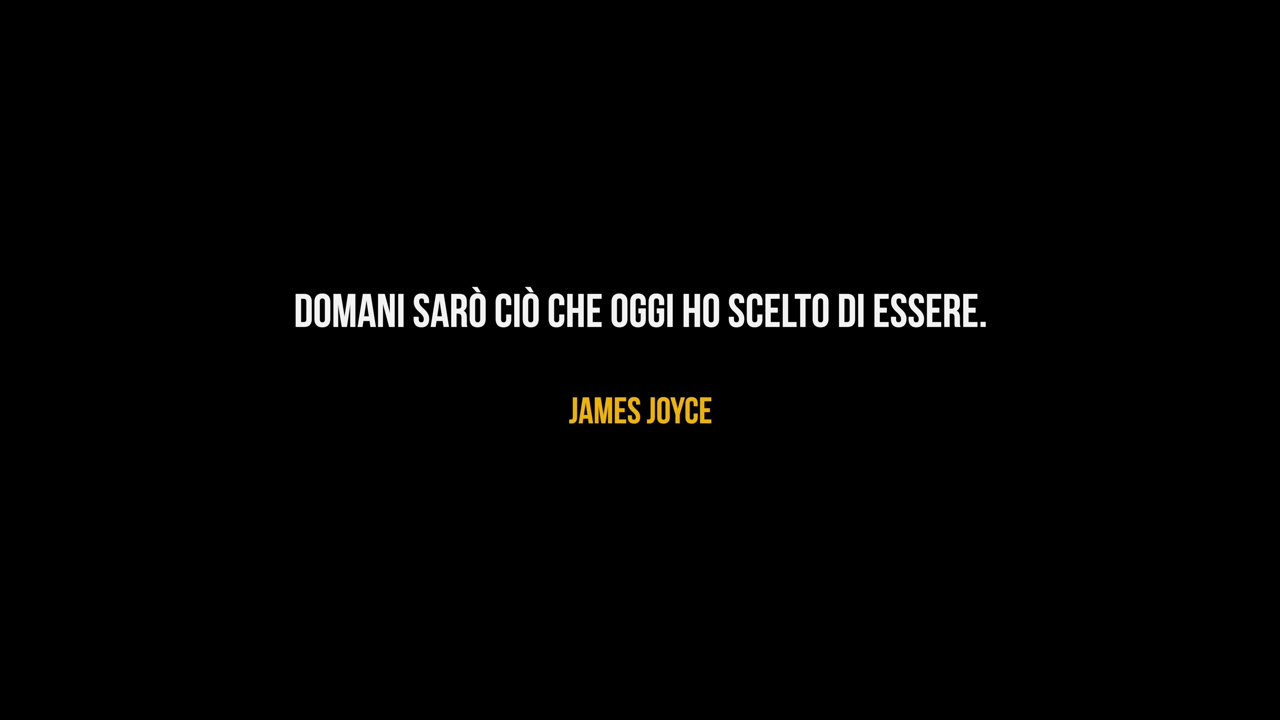 DOMANI SARÒ CIÒ CHE OGGI HO SCELTO DI ESSERE.
JAMES JOYCE